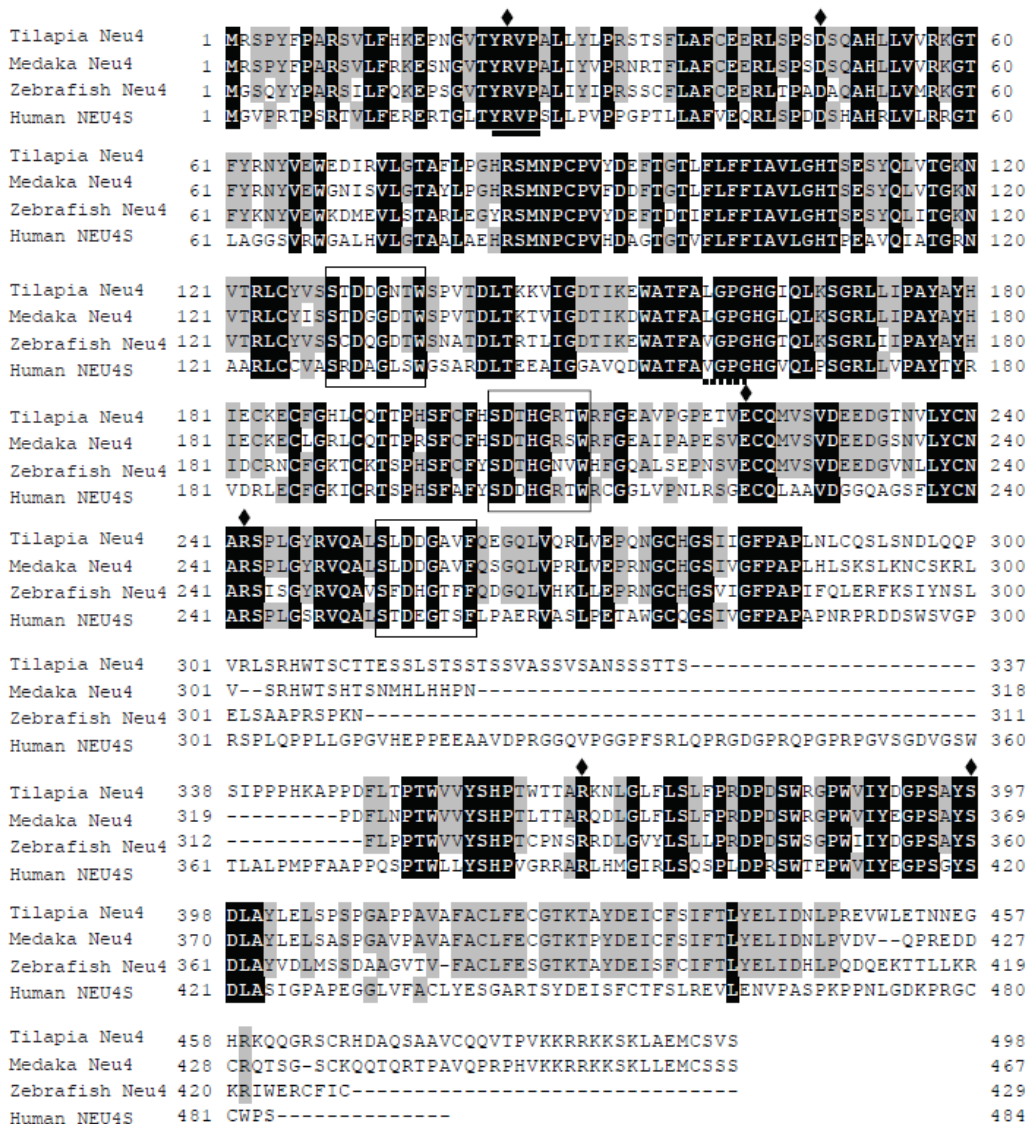 Tilapia Neu4 1 MRSPYFPARSVLFHKEPNGVTYRVPALLYLPRSTSFLAFCEERLSPSDSQAHLLVVRKGT 60
Medaka Neu4 1 MRSPYFPARSVLFRKESNGVTYRVPALIYVPRNRTFLAFCEERLSPSDSQAHLLVVRKGT 60
Zebrafish Neu4 1 MGSQYYPARSILFQKEPSGVTYRVPALIYIPRSSCFLAFCEERLTPADAQAHLLVMRKGT 60
Human NEU4S 1 MGVPRTPSRTVLFERERTGLTYRVPSLLPVPPGPTLLAFVEQRLSPDDSHAHRLVLRRGT 60
Tilapia Neu4 61 FYRNYVEWEDIRVLGTAFLPGHRSMNPCPVYDEFTGTLFLFFIAVLGHTSESYQLVTGKN 120
Medaka Neu4 61 FYRNYVEWGNISVLGTAYLPGHRSMNPCPVFDDFTGTLFLFFIAVLGHTSESYQLVTGKN 120
Zebrafish Neu4 61 FYKNYVEWKDMEVLSTARLEGYRSMNPCPVYDEFTDTIFLFFIAVLGHTSESYQLITGKN 120
Human NEU4S 61 LAGGSVRWGALHVLGTAALAEHRSMNPCPVHDAGTGTVFLFFIAVLGHTPEAVQIATGRN 120
Tilapia Neu4 121 VTRLCYVSSTDDGNTWSPVTDLTKKVIGDTIKEWATFALGPGHGIQLKSGRLLIPAYAYH 180
Medaka Neu4 121 VTRLCYISSTDGGDTWSPVTDLTKTVIGDTIKDWATFALGPGHGLQLKSGRLLIPAYAYH 180
Zebrafish Neu4 121 VTRLCYVSSCDQGDTWSNATDLTRTLIGDTIKEWATFAVGPGHGTQLKSGRLIIPAYAYH 180
Human NEU4S 121 AARLCCVASRDAGLSWGSARDLTEEAIGGAVQDWATFAVGPGHGVQLPSGRLLVPAYTYR 180
Tilapia Neu4 181 IECKECFGHLCQTTPHSFCFHSDTHGRTWRFGEAVPGPETVECQMVSVDEEDGTNVLYCN 240
Medaka Neu4 181 IECKECLGRLCQTTPRSFCFHSDTHGRSWRFGEAIPAPESVECQMVSVDEEDGSNVLYCN 240
Zebrafish Neu4 181 IDCRNCFGKTCKTSPHSFCFYSDTHGNVWHFGQALSEPNSVECQMVSVDEEDGVNLLYCN 240
Human NEU4S 181 VDRLECFGKICRTSPHSFAFYSDDHGRTWRCGGLVPNLRSGECQLAAVDGGQAGSFLYCN 240
Tilapia Neu4 241 ARSPLGYRVQALSLDDGAVFQEGQLVQRLVEPQNGCHGSIIGFPAPLNLCQSLSNDLQQP 300
Medaka Neu4 241 ARSPLGYRVQALSLDDGAVFQSGQLVPRLVEPRNGCHGSIVGFPAPLHLSKSLKNCSKRL 300
Zebrafish Neu4 241 ARSISGYRVQAVSFDHGTFFQDGQLVHKLLEPRNGCHGSVIGFPAPIFQLERFKSIYNSL 300
Human NEU4S 241 ARSPLGSRVQALSTDEGTSFLPAERVASLPETAWGCQGSIVGFPAPAPNRPRDDSWSVGP 300
Tilapia Neu4 301 VRLSRHWTSCTTESSLSTSSTSSVASSVSANSSSTTS----------------------- 337
Medaka Neu4 301 V--SRHWTSHTSNMHLHHPN---------------------------------------- 318
Zebrafish Neu4 301 ELSAAPRSPKN------------------------------------------------- 311
Human NEU4S 301 RSPLQPPLLGPGVHEPPEEAAVDPRGGQVPGGPFSRLQPRGDGPRQPGPRPGVSGDVGSW 360
Tilapia Neu4 338 SIPPPHKAPPDFLTPTWVVYSHPTWTTARKNLGLFLSLFPRDPDSWRGPWVIYDGPSAYS 397
Medaka Neu4 319 ---------PDFLNPTWVVYSHPTLTTARQDLGLFLSLFPRDPDSWRGPWVIYEGPSAYS 369
Zebrafish Neu4 312 -----------FLPPTWVVYSHPTCPNSRRDLGVYLSLLPRDPDSWSGPWIIYDGPSAYS 360
Human NEU4S 361 TLALPMPFAAPPQSPTWLLYSHPVGRRARLHMGIRLSQSPLDPRSWTEPWVIYEGPSGYS 420
Tilapia Neu4 398 DLAYLELSPSPGAPPAVAFACLFECGTKTAYDEICFSIFTLYELIDNLPREVWLETNNEG 457
Medaka Neu4 370 DLAYLELSASPGAVPAVAFACLFECGTKTPYDEICFSIFTLYELIDNLPVDV--QPREDD 427
Zebrafish Neu4 361 DLAYVDLMSSDAAGVTV-FACLFESGTKTAYDEISFCIFTLYELIDHLPQDQEKTTLLKR 419
Human NEU4S 421 DLASIGPAPEGGLVFACLYESGARTSYDEISFCTFSLREVLENVPASPKPPNLGDKPRGC 480
Tilapia Neu4 458 HRKQQGRSCRHDAQSAAVCQQVTPVKKRRKKSKLAEMCSVS 498
Medaka Neu4 428 CRQTSG-SCKQQTQRTPAVQPRPHVKKRRKKSKLLEMCSSS 467
Zebrafish Neu4 420 KRIWERCFIC------------------------------- 429
Human NEU4S 481 CWPS-------------- 484